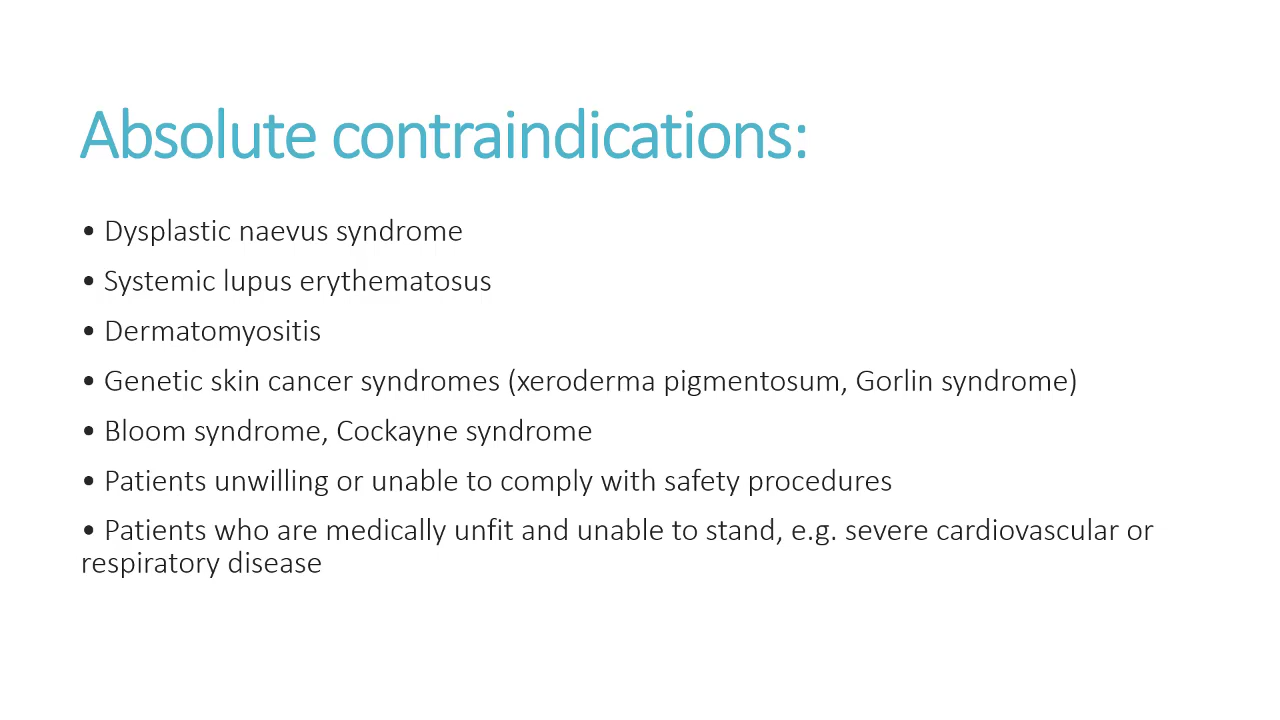 Absolute contraindications:
• Dysplastic naevus syndrome
• Systemic lupus erythematosus
• Dermatomyositis
• Genetic skin cancer syndromes (xeroderma pigmentosum, Gorlin syndrome)
• Bloom syndrome, Cockayne syndrome
• Patients unwilling or unable to comply with safety procedures
• Patients who are medically unfit and unable to stand, e.g. severe cardiovascular or
respiratory disease